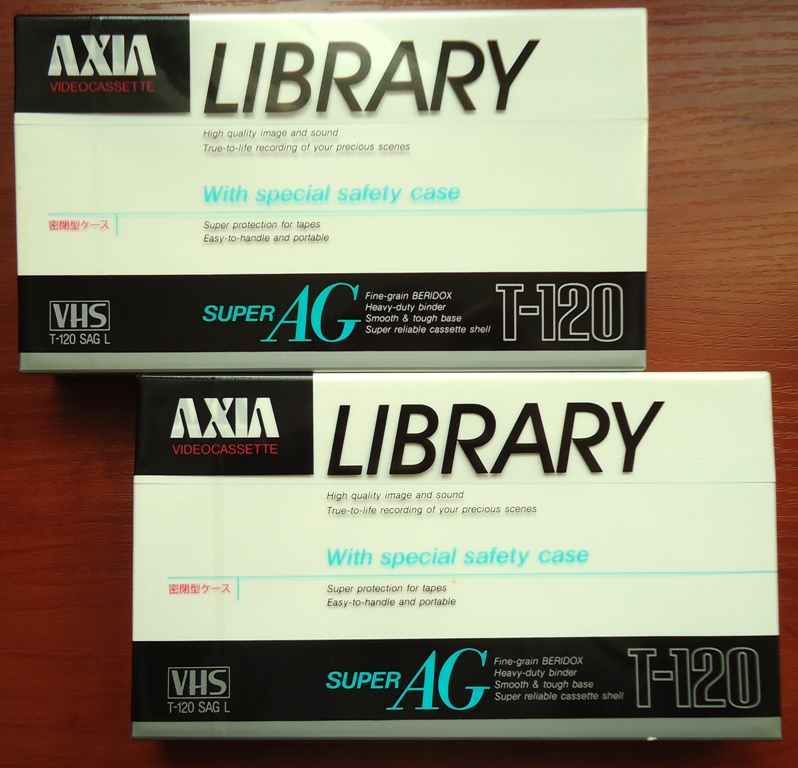 AXIA
VIDEOCASSETTE
LIBRARY
High quality image and sound
True-to-life recording of your precious scenes
With special safety case
密閉型ケース
Super protection for tapes
Easy-to-handle and portable
VHS
T-120 SAG L
SUPER AG
Fine-grain BERIDOX
Heavy-duty binder
Smooth & tough base
Super reliable cassette shell
T-120
AXIA
VIDEOCASSETTE
LIBRARY
High quality image and sound
True-to-life recording of your precious scenes
With special safety case
密閉型ケース
Super protection for tapes
Easy-to-handle and portable
VHS
T-120 SAG L
SUPER AG
Fine-grain BERIDOX
Heavy-duty binder
Smooth & tough base
Super reliable cassette shell
T-120